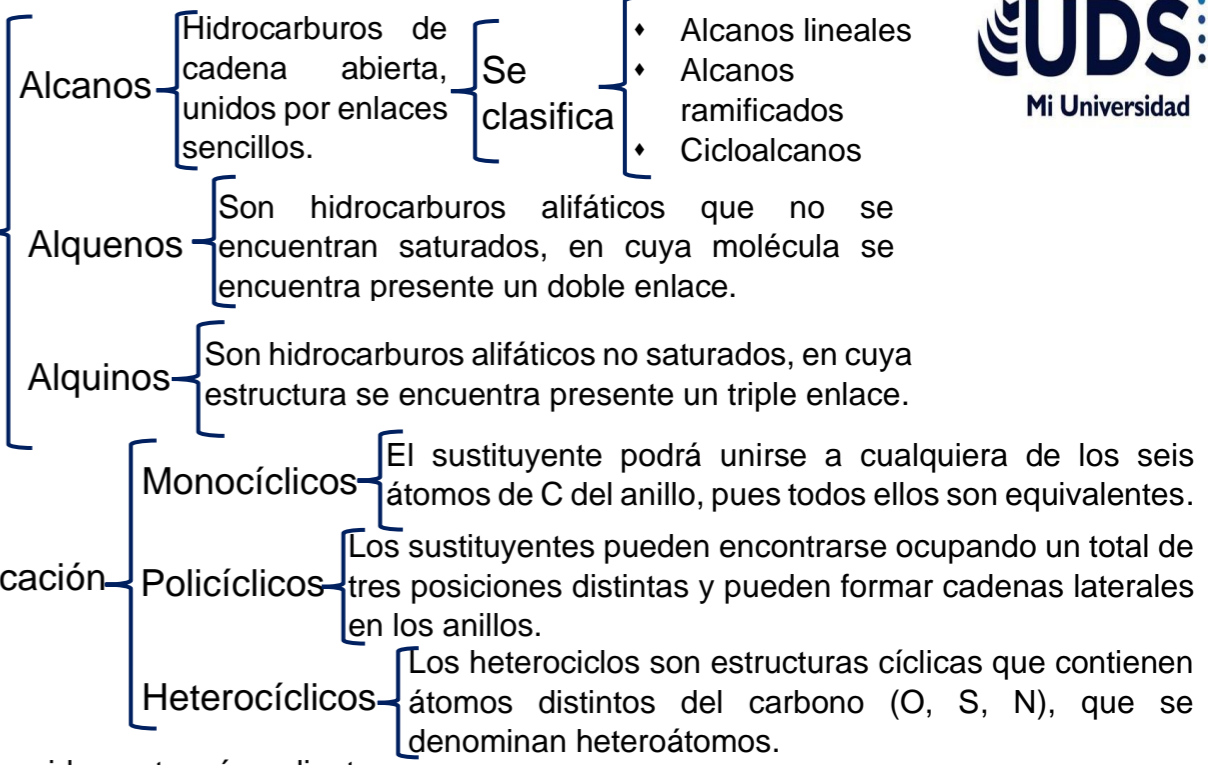 Alcanos
Hidrocarburos de
cadena abierta,
unidos por enlaces
sencillos.
Se
clasifica
• Alcanos lineales
• Alcanos
ramificados
• Cicloalcanos
UDS
Mi Universidad
Alquenos
Son hidrocarburos alifáticos que no se
encuentran saturados, en cuya molécula se
encuentra presente un doble enlace.
Alquinos
Son hidrocarburos alifáticos no saturados, en cuya
estructura se encuentra presente un triple enlace.
cación
Monocíclicos
El sustituyente podrá unirse a cualquiera de los seis
átomos de C del anillo, pues todos ellos son equivalentes.
Policíclicos
Los sustituyentes pueden encontrarse ocupando un total de
tres posiciones distintas y pueden formar cadenas laterales
en los anillos.
Heterocíclicos
Los heterociclos son estructuras cíclicas que contienen
átomos distintos del carbono (O, S, N), que se
denominan heteroátomos.